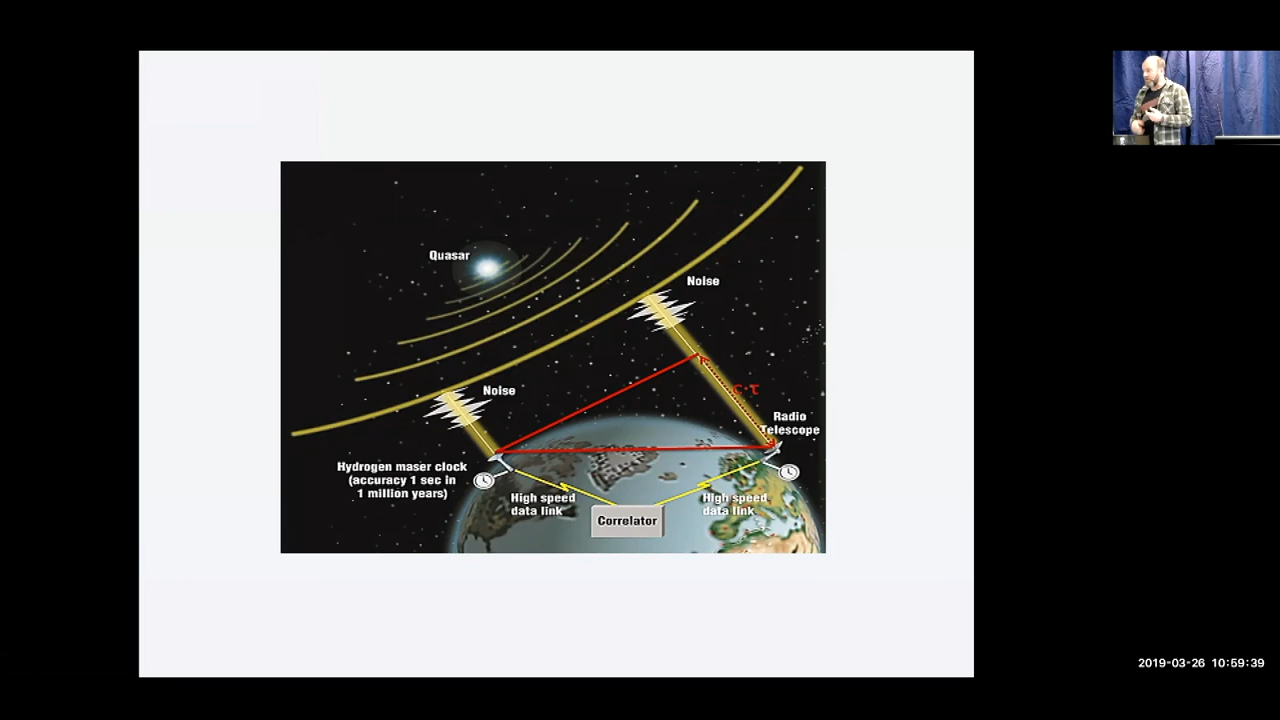 Quasar
Noise
Noise
c·τ
Radio
Telescope
Hydrogen maser clock
(accuracy 1 sec in
1 million years)
High speed
data link
High speed
data link
Correlator
2019-03-26 10:59:39